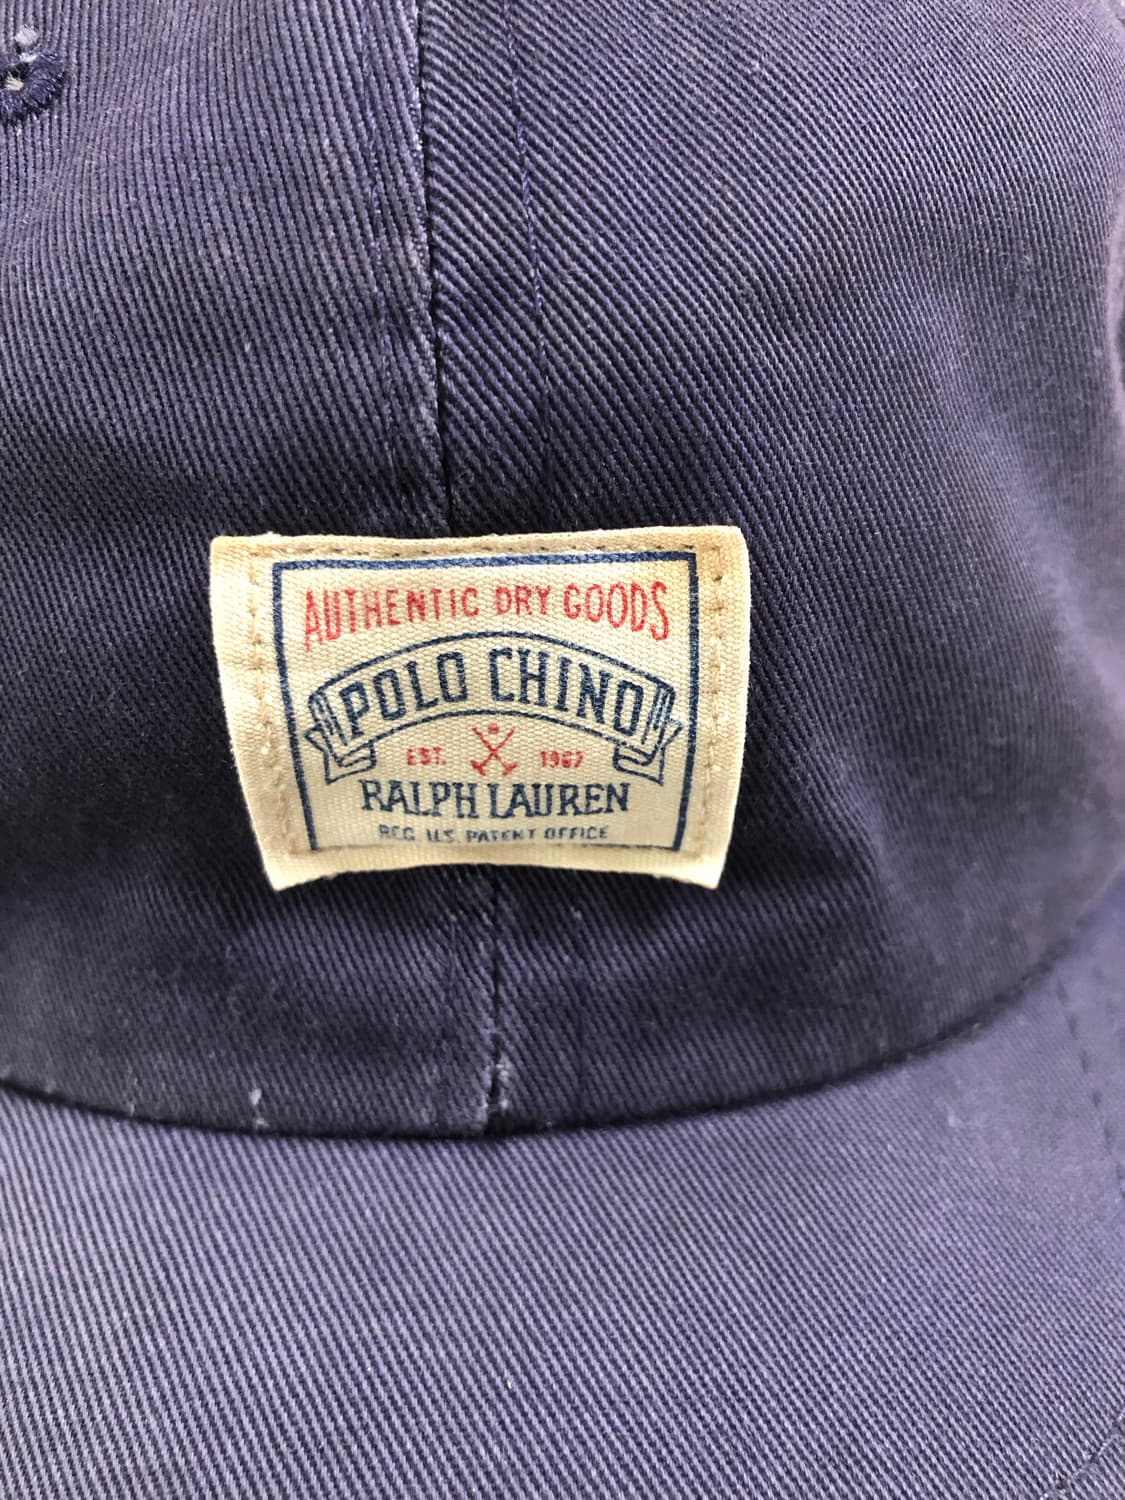 AUTHENTIC DRY GOODS
POLO CHINO
EST. 1967
RALPH LAUREN
REG. U.S. PATENT OFFICE